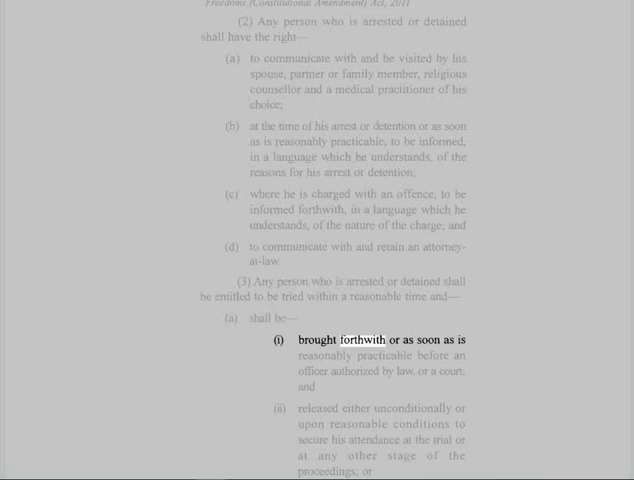 Freedoms (Constitutional Amendment) Act, 2011
(2) Any person who is arrested or detained
shall have the right—
(a) to communicate with and be visited by his
spouse, partner or family member, religious
counsellor and a medical practitioner of his
choice;
(b) at the time of his arrest or detention or as soon
as is reasonably practicable, to be informed,
in a language which he understands, of the
reasons for his arrest or detention;
(c) where he is charged with an offence, to be
informed forthwith, in a language which he
understands, of the nature of the charge; and
(d) to communicate with and retain an attorney-
at-law.
(3) Any person who is arrested or detained shall
be entitled to be tried within a reasonable time and—
(a) shall be—
(i) brought forthwith or as soon as is
reasonably practicable before an
officer authorized by law, or a court;
and
(ii) released either unconditionally or
upon reasonable conditions to
secure his attendance at the trial or
at any other stage of the
proceedings; or